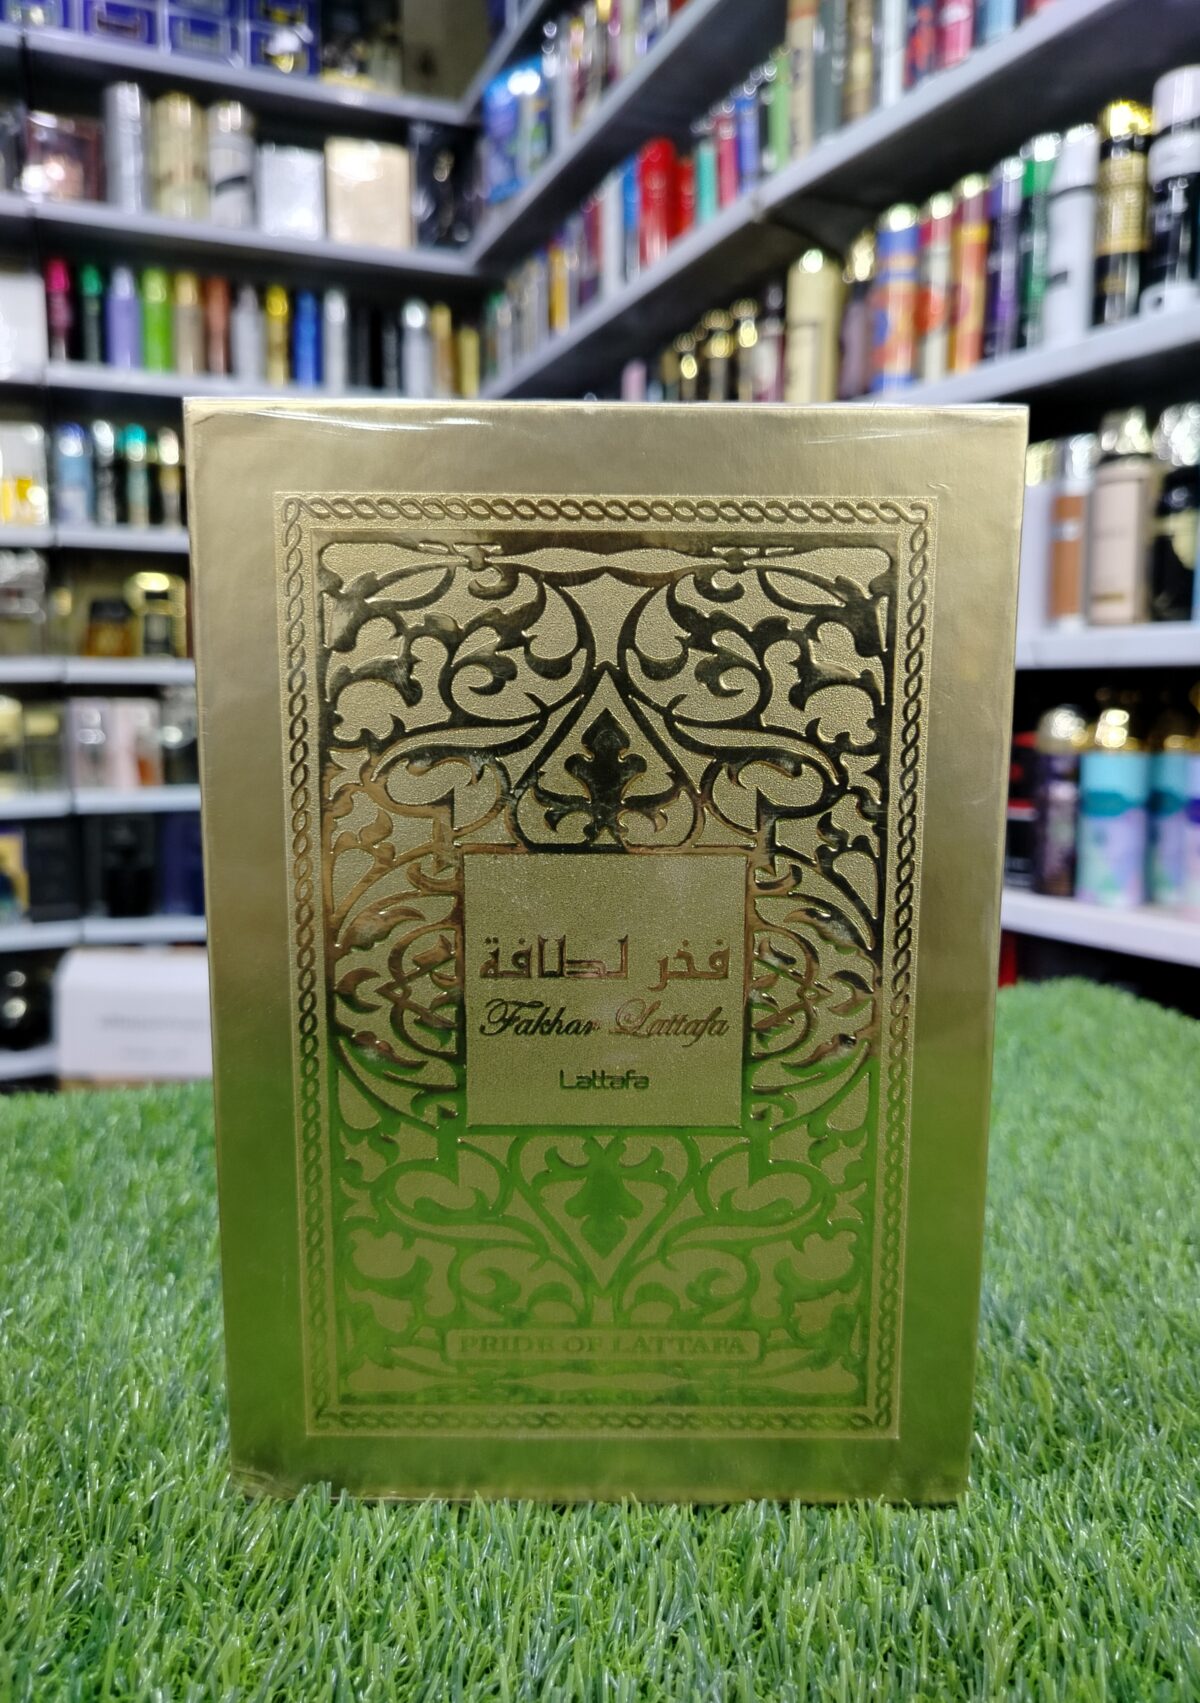 فخر لطافة
Fakhar Lattafa
Lattafa
PRIDE OF LATTAFA